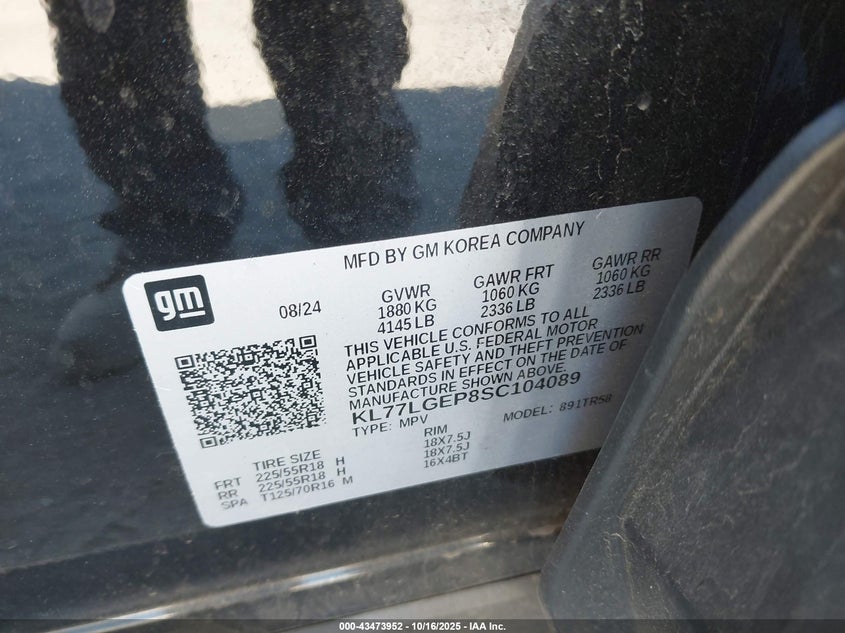 MFD BY GM KOREA COMPANY
gm
08/24
GVWR
1880 KG
4145 LB
GAWR FRT
1060 KG
2336 LB
GAWR RR
1060 KG
2336 LB
THIS VEHICLE CONFORMS TO ALL
APPLICABLE U.S. FEDERAL MOTOR
VEHICLE SAFETY AND THEFT PREVENTION
STANDARDS IN EFFECT ON THE DATE OF
MANUFACTURE SHOWN ABOVE.
KL77LGEP8SC104089
TYPE: MPV MODEL: 891TR58
TIRE SIZE RIM
FRT 225/55R18 H 18X7.5J
RR 225/55R18 H 18X7.5J
SPA T125/70R16 M 16X4BT
000-43473952 - 10/16/2025 - IAA Inc.